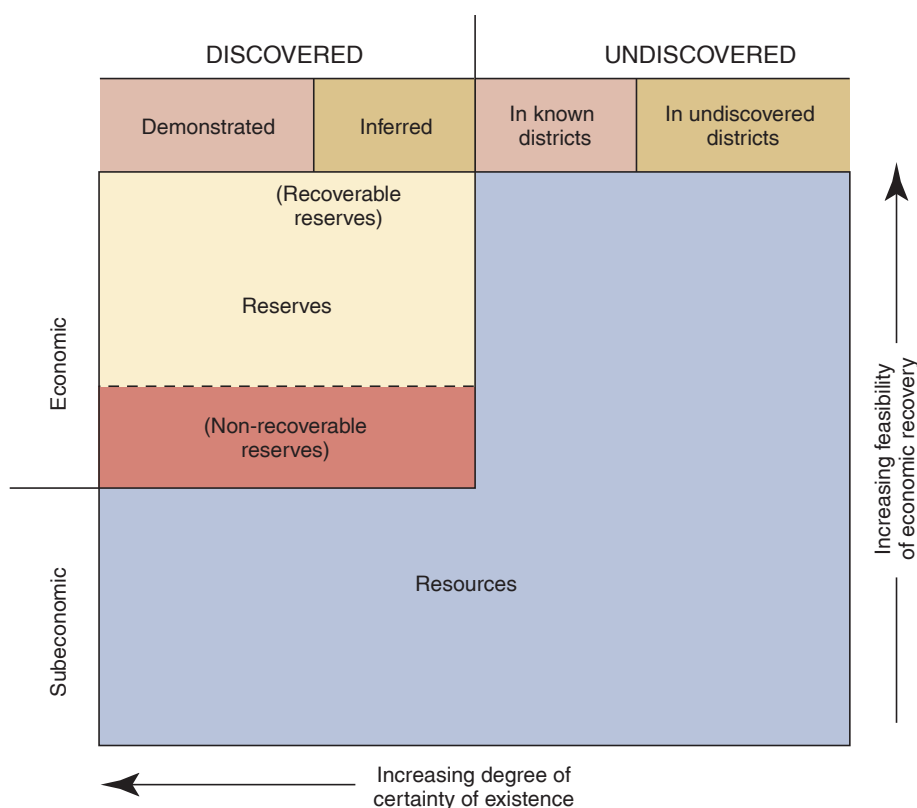 DISCOVERED
UNDISCOVERED
Demonstrated
Inferred
In known
districts
In undiscovered
districts
(Recoverable
reserves)
Reserves
(Non-recoverable
reserves)
Resources
Economic
Subeconomic
Increasing feasibility
of economic recovery
Increasing degree of
certainty of existence